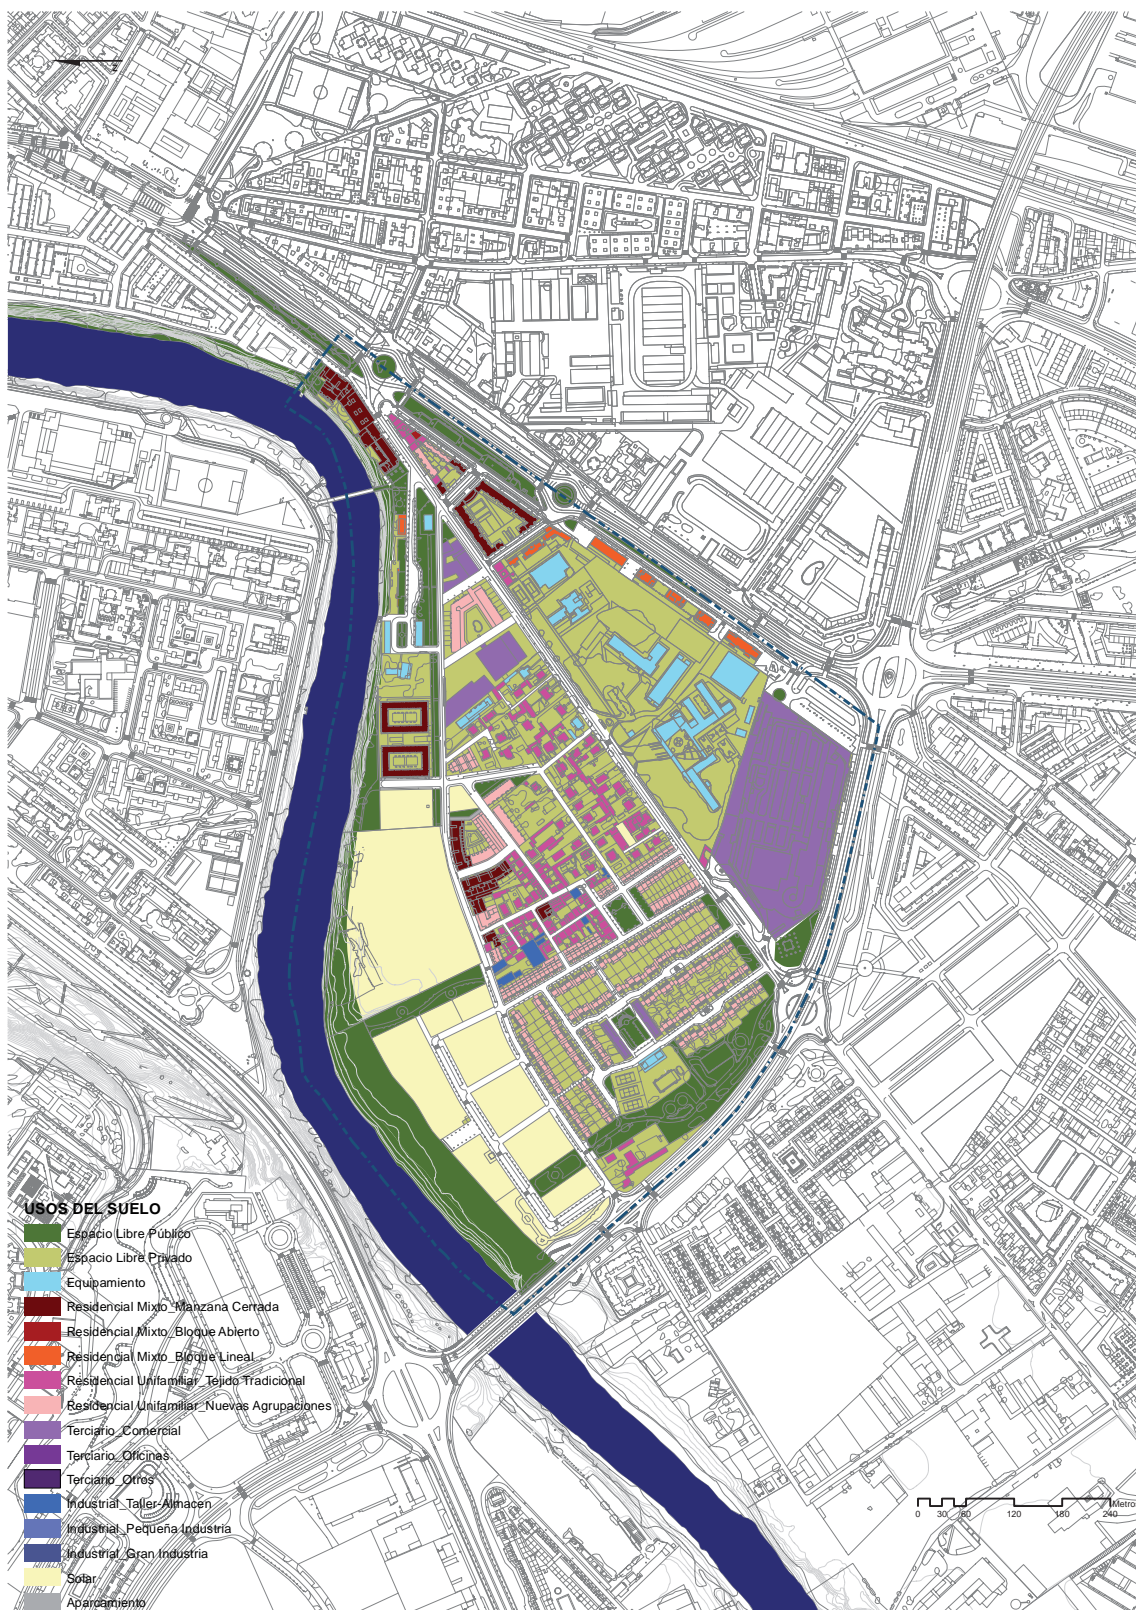 Z
USOS DEL SUELO
Espacio Libre Público
Espacio Libre Privado
Equipamiento
Residencial Mixto_Manzana Cerrada
Residencial Mixto_Bloque Abierto
Residencial Mixto_Bloque Lineal
Residencial Unifamiliar_Tejido Tradicional
Residencial Unifamiliar_Nuevas Agrupaciones
Terciario_Comercial
Terciario_Oficinas
Terciario_Otros
Industrial_Taller-Almacen
Industrial_Pequeña Industria
Industrial_Gran Industria
Solar
Aparcamiento
Metros
0 30 60 120 180 240